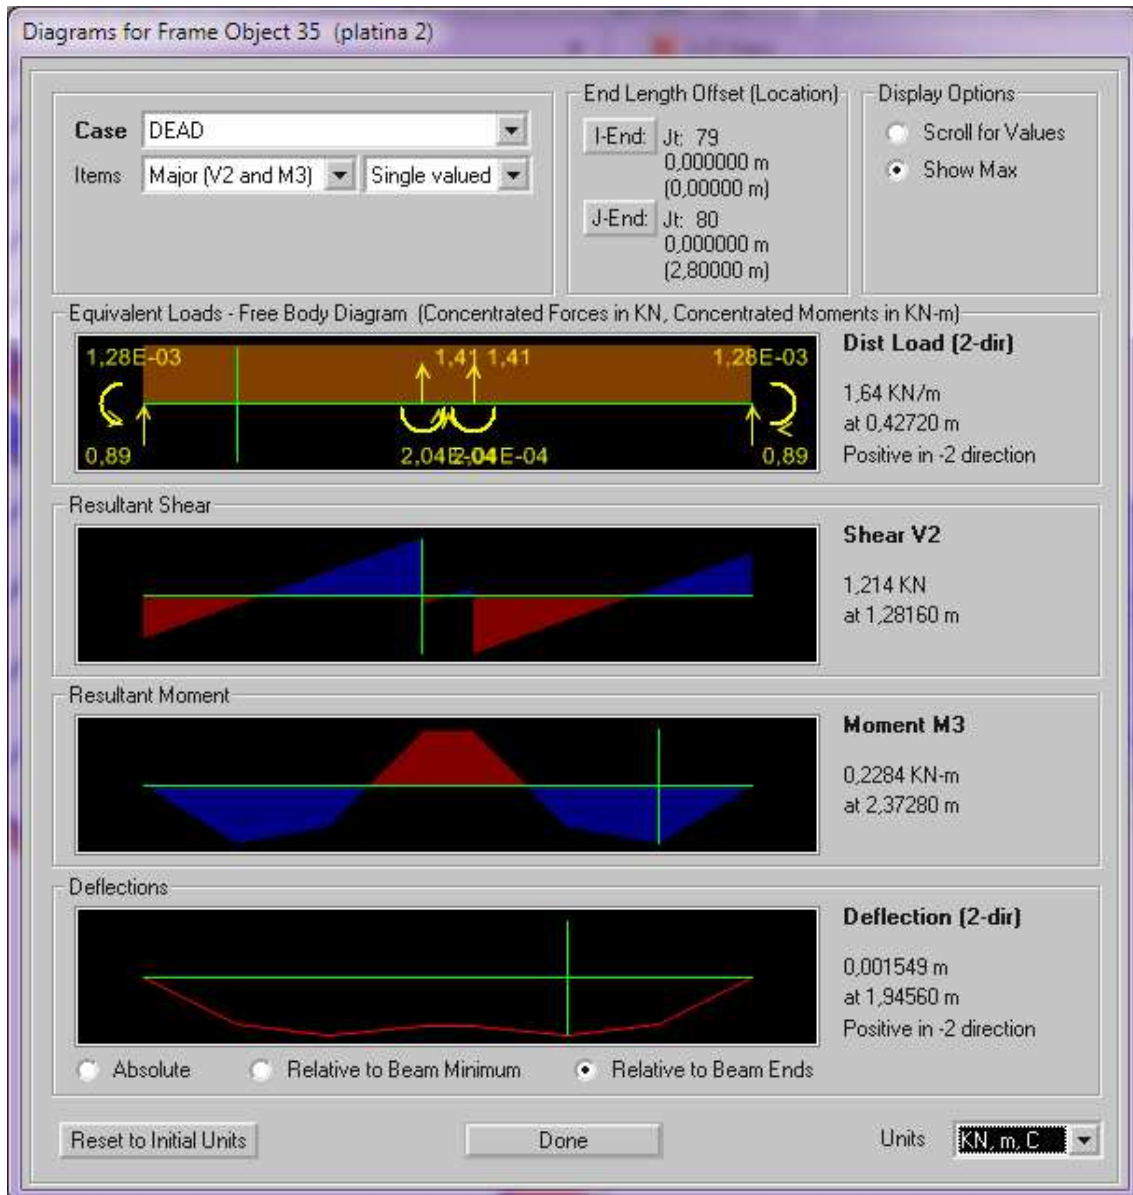 Diagrams for Frame Object 35 (platina 2)
Case DEAD
Items Major (V2 and M3) Single valued
End Length Offset (Location)
I-End: Jt: 79
0,000000 m
(0,00000 m)
J-End: Jt: 80
0,000000 m
(2,80000 m)
Display Options
Scroll for Values
Show Max
Equivalent Loads - Free Body Diagram (Concentrated Forces in KN, Concentrated Moments in KN-m)
1,28E-03 1,41 1,41 1,28E-03
0,89 2,04E-04 2,04E-04 0,89
Dist Load (2-dir)
1,64 KN/m
at 0,42720 m
Positive in -2 direction
Resultant Shear
Shear V2
1,214 KN
at 1,28160 m
Resultant Moment
Moment M3
0,2284 KN-m
at 2,37280 m
Deflections
Deflection (2-dir)
0,001549 m
at 1,94560 m
Positive in -2 direction
Absolute Relative to Beam Minimum Relative to Beam Ends
Reset to Initial Units Done Units KN, m, C